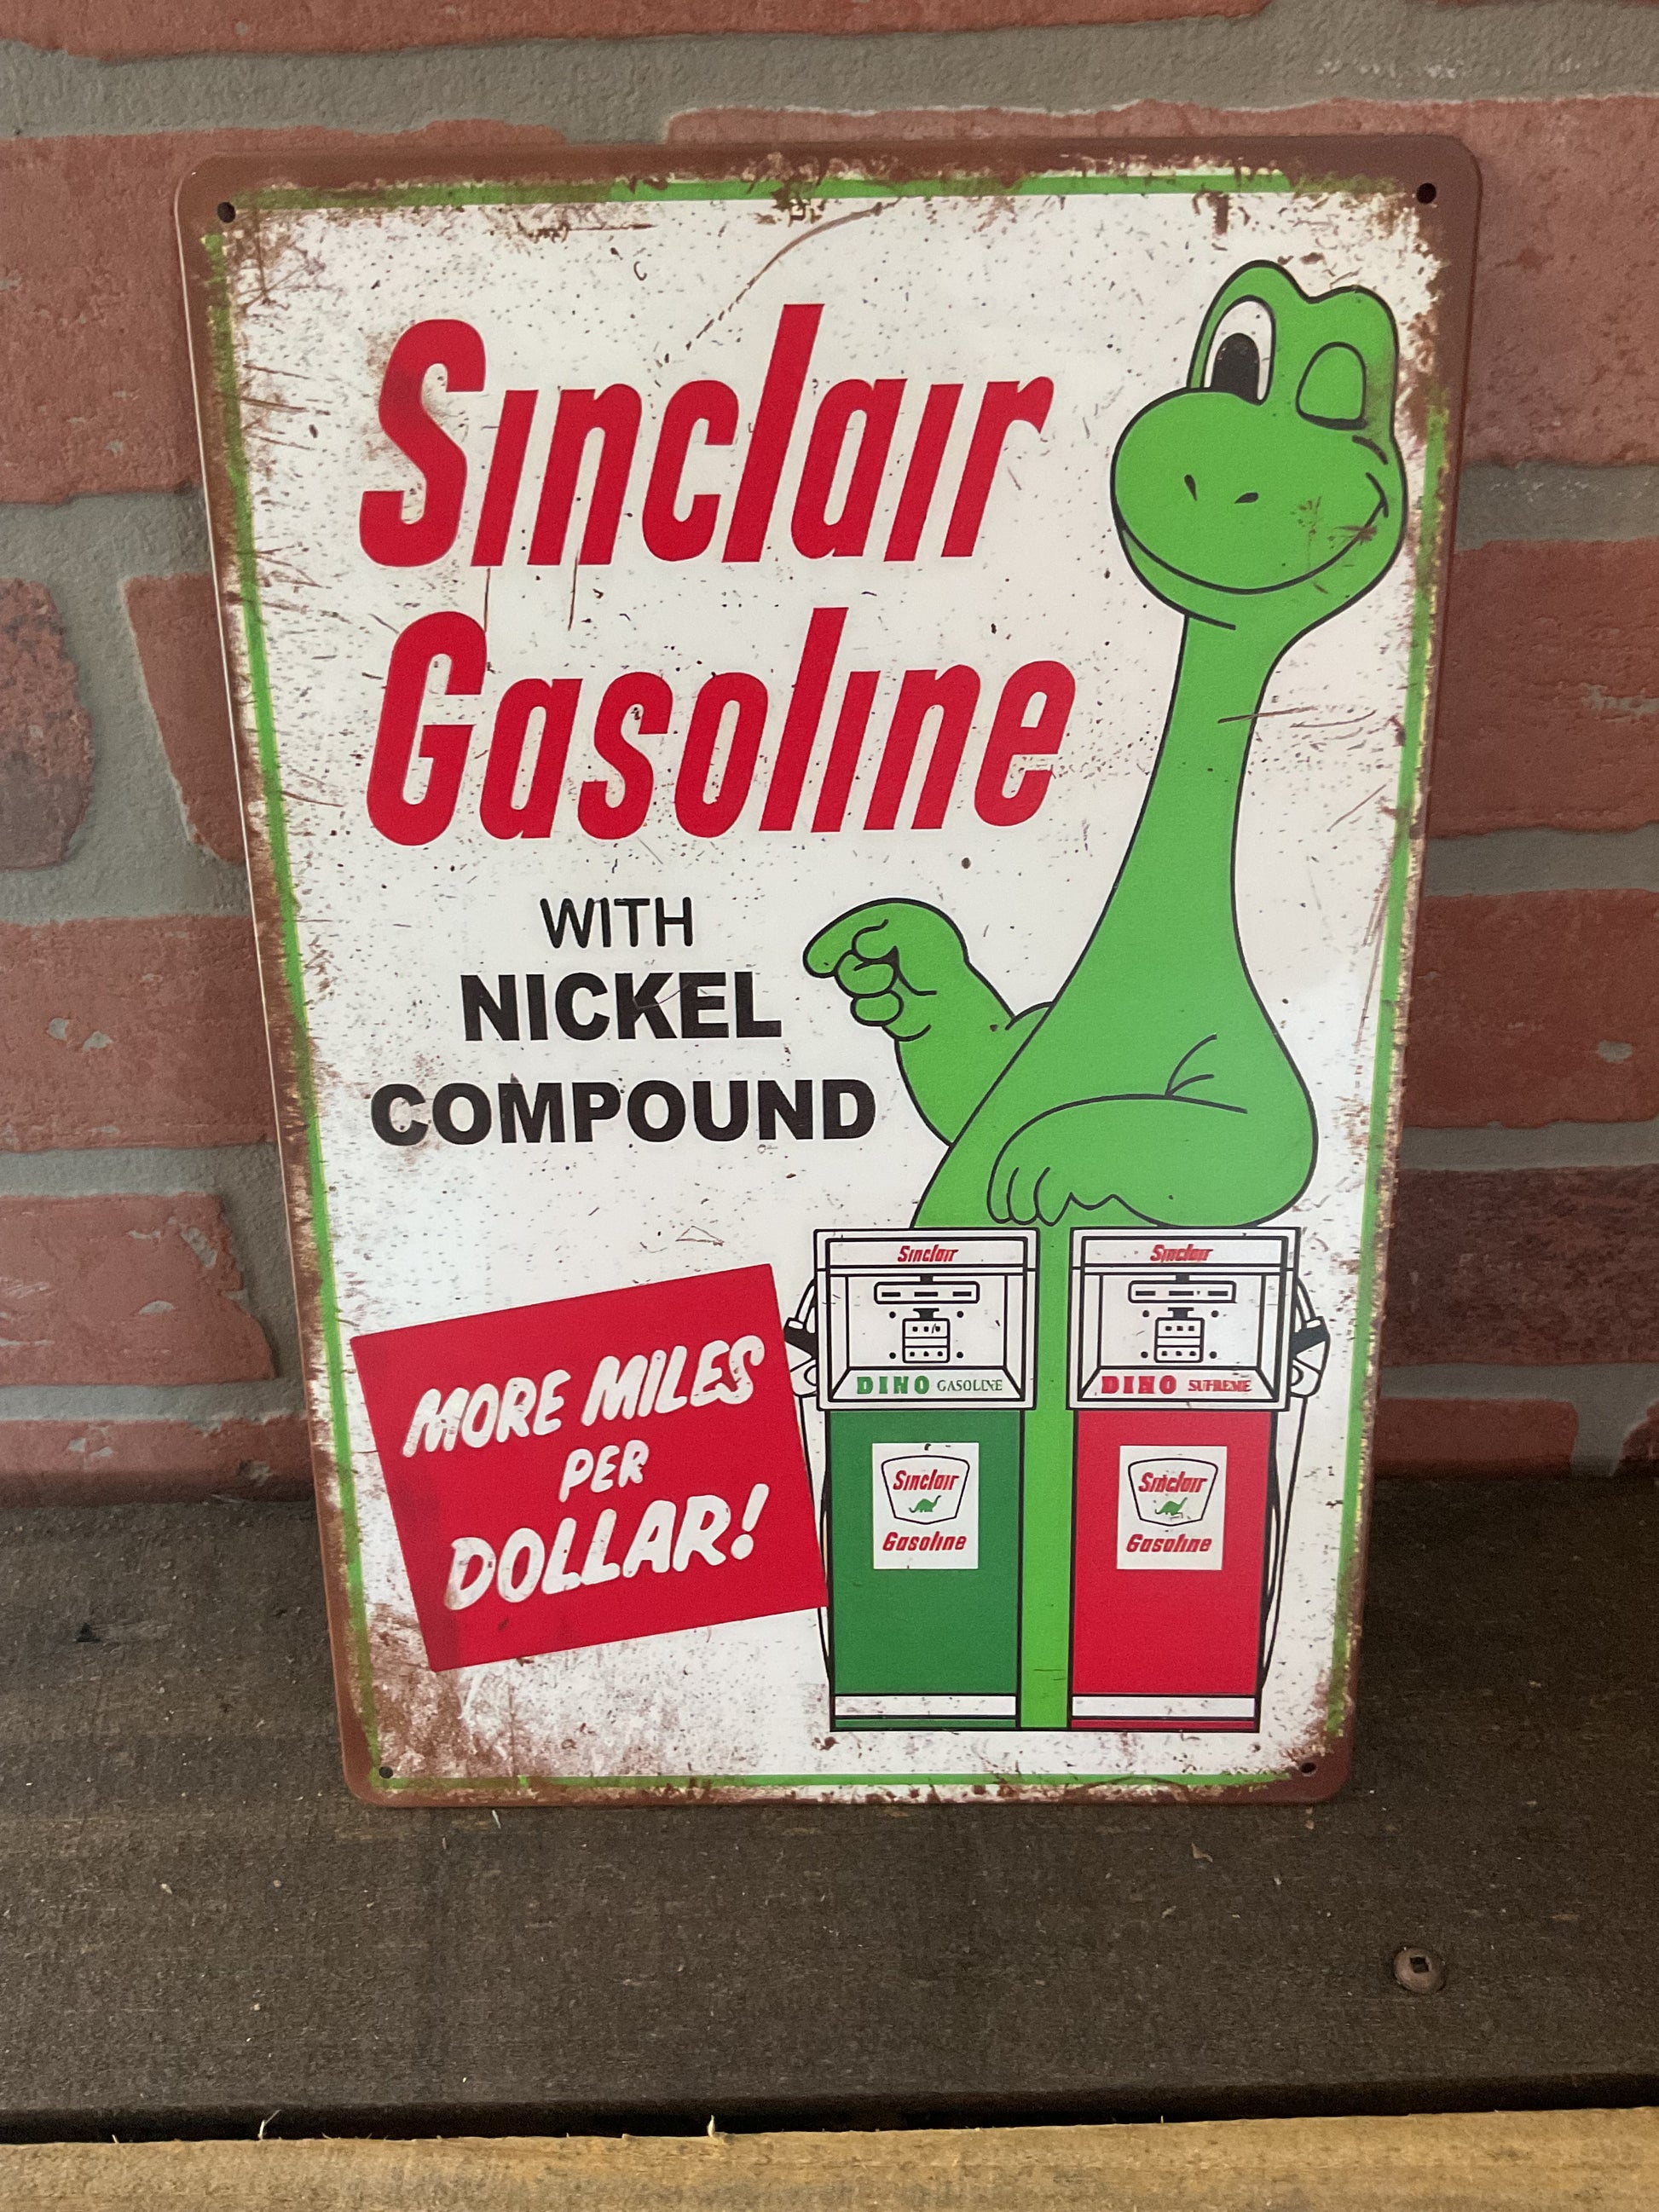 Sinclair
Gasoline
WITH
NICKEL
COMPOUND
MORE MILES
PER
DOLLAR!
Sinclair
DINO GASOLINE
Sinclair
Gasoline
Sinclair
DINO SUPREME
Sinclair
Gasoline